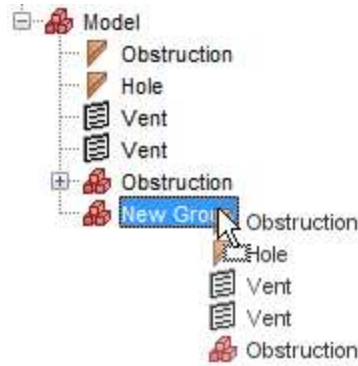 Model
Obstruction
Hole
Vent
Vent
Obstruction
New Grou
Obstruction
Hole
Vent
Vent
Obstruction